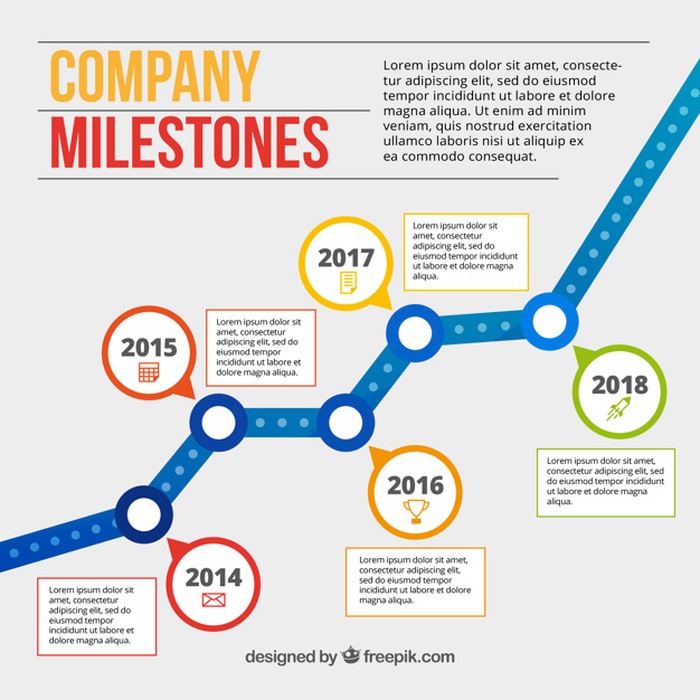 COMPANY
MILESTONES
Lorem ipsum dolor sit amet, consecte-
tur adipiscing elit, sed do eiusmod
tempor incididunt ut labore et dolore
magna aliqua. Ut enim ad minim
veniam, quis nostrud exercitation
ullamco laboris nisi ut aliquip ex
ea commodo consequat.
2017
Lorem ipsum dolor sit
amet, consectetur
adipiscing elit, sed do
eiusmod tempor incididunt
ut labore et dolore magna
aliqua.
2015
Lorem ipsum dolor sit
amet, consectetur
adipiscing elit, sed do
eiusmod tempor
incididunt ut labore et
dolore magna aliqua.
2018
Lorem ipsum dolor sit amet,
consectetur adipiscing elit, sed
do eiusmod tempor incididunt
ut labore et dolore magna
aliqua.
2016
Lorem ipsum dolor sit amet,
consectetur adipiscing elit, sed
do eiusmod tempor incididunt
ut labore et dolore magna
aliqua.
2014
Lorem ipsum dolor sit
amet, consectetur
adipiscing elit, sed do
eiusmod tempor
incididunt ut labore et
dolore magna aliqua.
designed by freepik.com